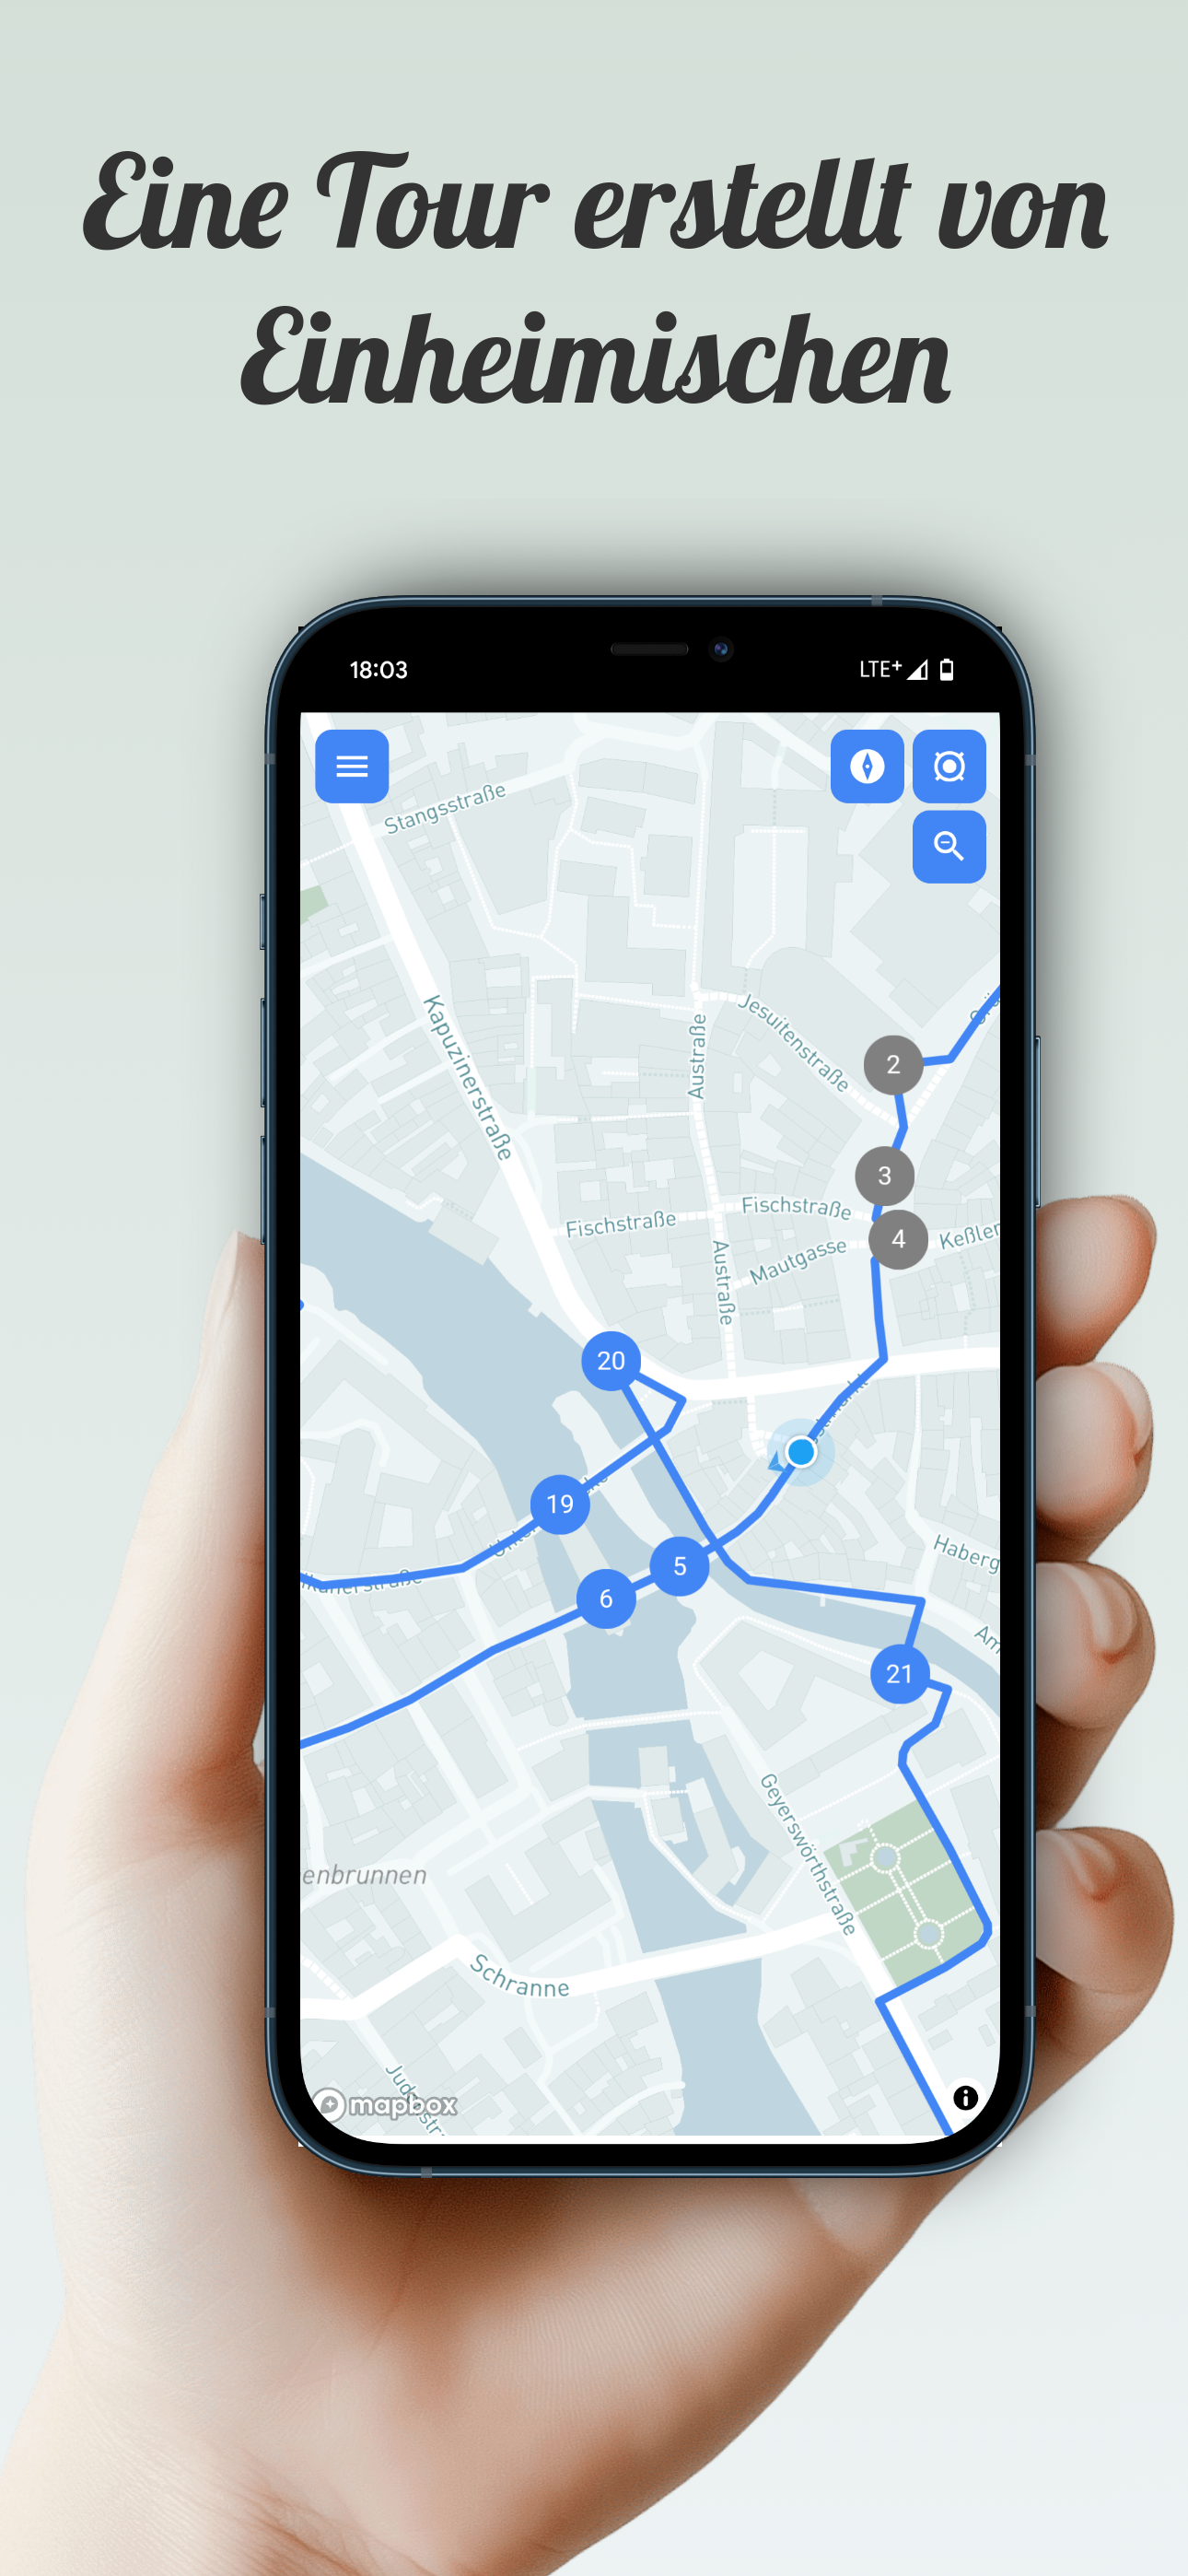 Eine Tour erstellt von
Einheimischen
18:03
LTE+
Stangsstraße
Kapuzinerstraße
Austraße
Jesuitenstraße
2
3
Fischstraße
Fischstraße
4
Mautgasse
Keßler
Austraße
20
19
5
6
Haberg
21
Geyerswörthstraße
enbrunnen
Schranne
mapbox